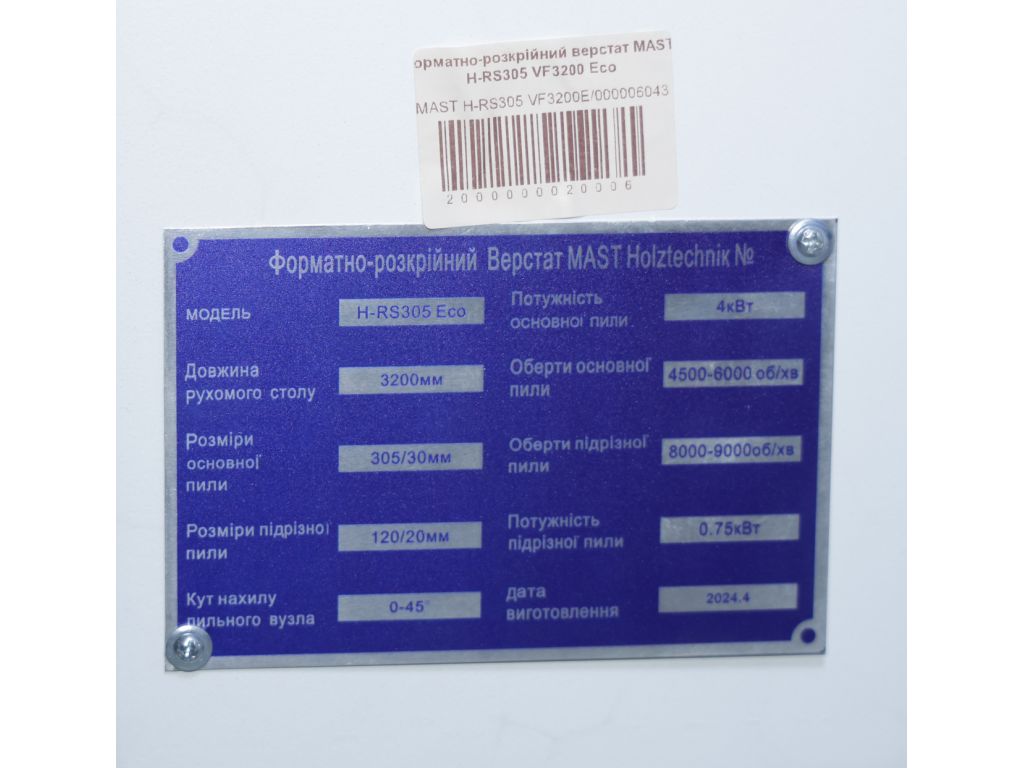 орматно-розкрійний верстат MAST
H-RS305 VF3200 Eco
MAST H-RS305 VF3200E/000006043
2000000020006
Форматно-розкрійний Верстат MAST Holztechnik №
МОДЕЛЬ H-RS305 Eco
Довжина
рухомого столу 3200мм
Розміри
основної
пили 305/30мм
Розміри підрізної
пили 120/20мм
Кут нахилу
пильного вузла 0-45°
Потужність
основної пили 4кВт
Оберти основної
пили 4500-6000 об/хв
Оберти підрізної
пили 8000-9000об/хв
Потужність
підрізної пили 0.75кВт
дата
виготовлення 2024.4